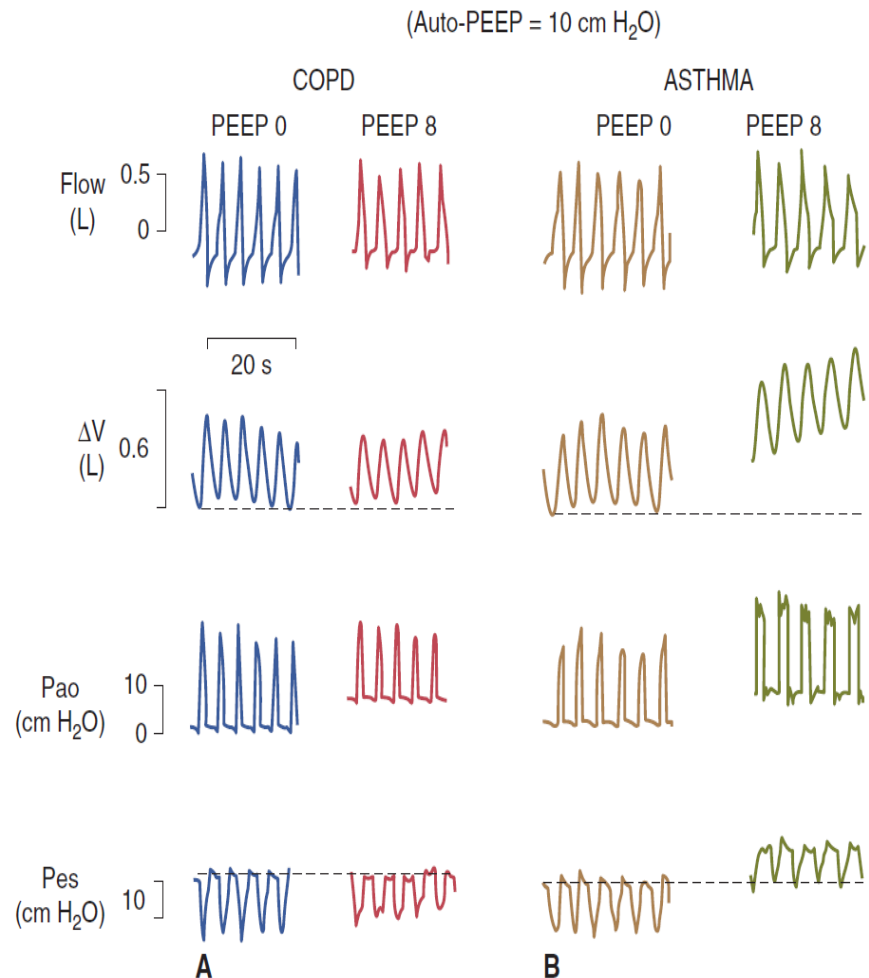 (Auto-PEEP = 10 cm H₂O)
COPD
ASTHMA
PEEP 0
PEEP 8
PEEP 0
PEEP 8
Flow
(L)
0.5
0
20 s
ΔV
(L)
0.6
Pao
(cm H₂O)
10
0
Pes
(cm H₂O)
10
A
B